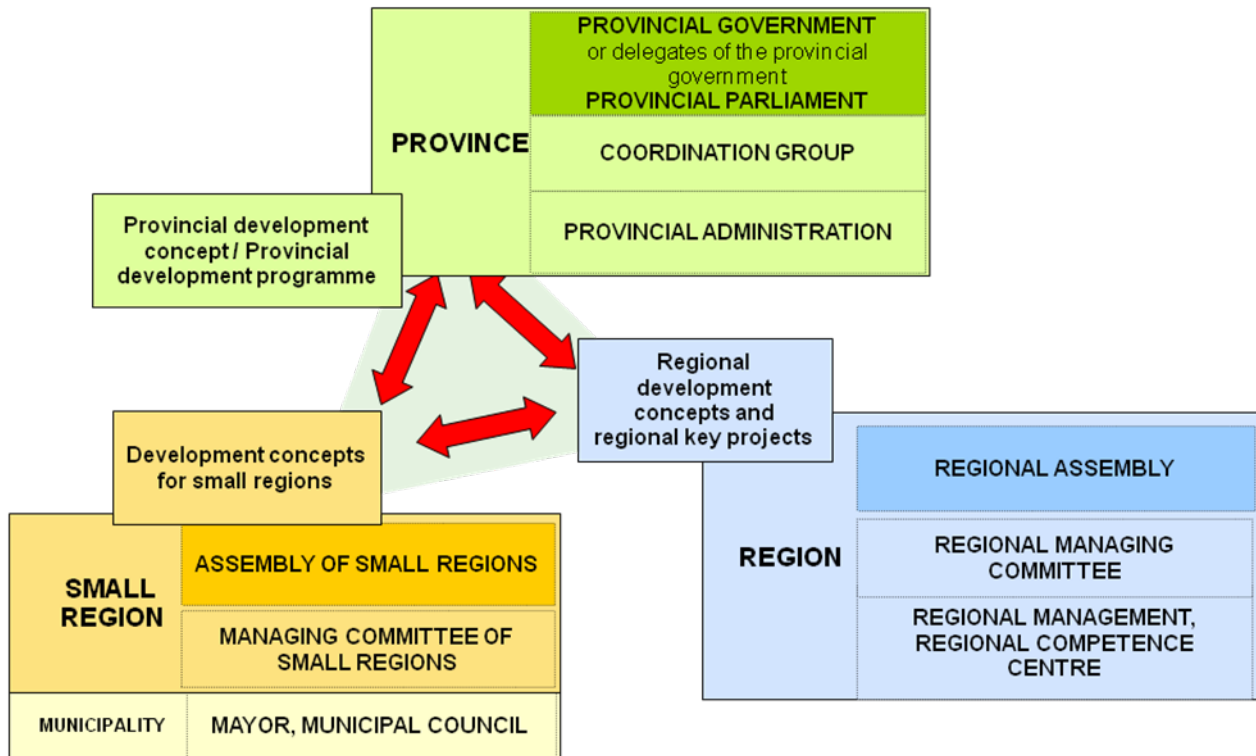 PROVINCIAL GOVERNMENT
or delegates of the provincial
government
PROVINCIAL PARLIAMENT
PROVINCE
COORDINATION GROUP
PROVINCIAL ADMINISTRATION
Provincial development
concept / Provincial
development programme
Regional
development
concepts and
regional key projects
Development concepts
for small regions
REGIONAL ASSEMBLY
REGION
REGIONAL MANAGING
COMMITTEE
REGIONAL MANAGEMENT,
REGIONAL COMPETENCE
CENTRE
SMALL
REGION
ASSEMBLY OF SMALL REGIONS
MANAGING COMMITTEE OF
SMALL REGIONS
MUNICIPALITY
MAYOR, MUNICIPAL COUNCIL